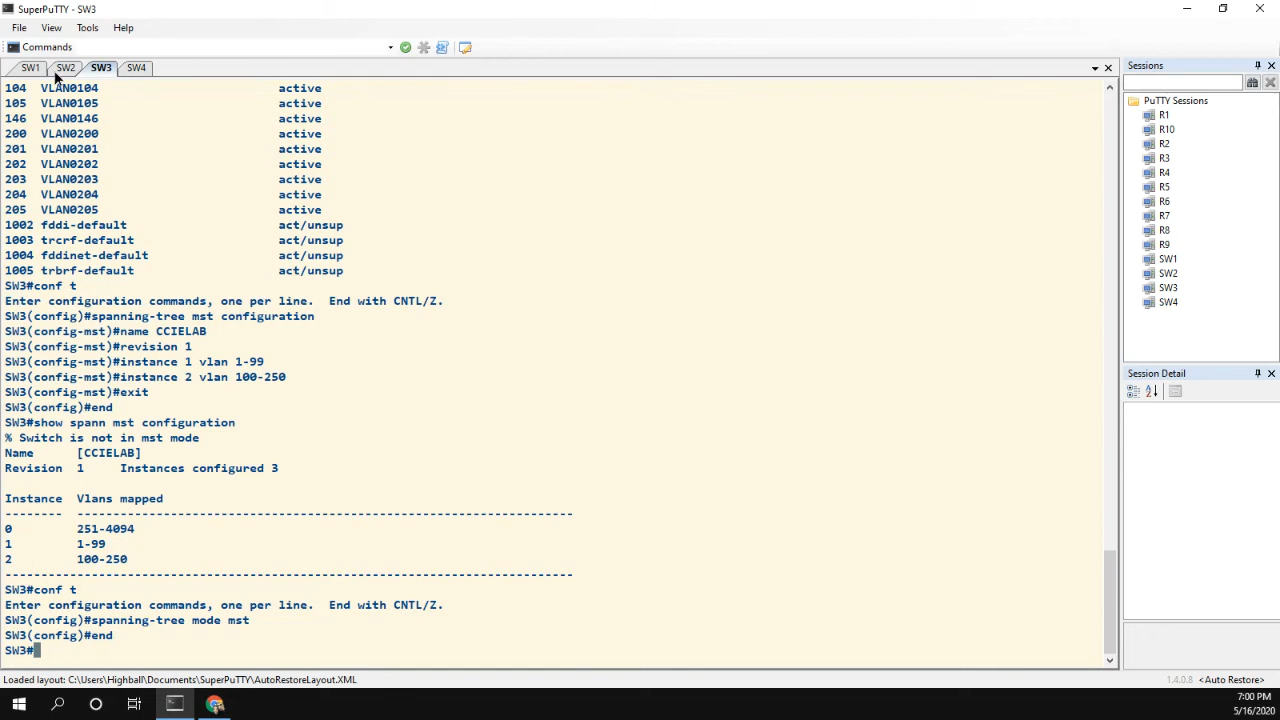 SuperPuTTY - SW3
File View Tools Help
Commands
SW1 SW2 SW3 SW4
104 VLAN0104 active
105 VLAN0105 active
146 VLAN0146 active
200 VLAN0200 active
201 VLAN0201 active
202 VLAN0202 active
203 VLAN0203 active
204 VLAN0204 active
205 VLAN0205 active
1002 fddi-default act/unsup
1003 trcrf-default act/unsup
1004 fddinet-default act/unsup
1005 trbrf-default act/unsup
SW3#conf t
Enter configuration commands, one per line. End with CNTL/Z.
SW3(config)#spanning-tree mst configuration
SW3(config-mst)#name CCIELAB
SW3(config-mst)#revision 1
SW3(config-mst)#instance 1 vlan 1-99
SW3(config-mst)#instance 2 vlan 100-250
SW3(config-mst)#exit
SW3(config)#end
SW3#show spann mst configuration
% Switch is not in mst mode
Name [CCIELAB]
Revision 1 Instances configured 3
Instance Vlans mapped
-------- ---------------------------------------------------------------------
0 251-4094
1 1-99
2 100-250
-------------------------------------------------------------------------------
SW3#conf t
Enter configuration commands, one per line. End with CNTL/Z.
SW3(config)#spanning-tree mode mst
SW3(config)#end
SW3#
Sessions
PuTTY Sessions
R1
R10
R2
R3
R4
R5
R6
R7
R8
R9
SW1
SW2
SW3
SW4
Session Detail
Loaded layout: C:\Users\Highball\Documents\SuperPuTTY\AutoRestoreLayout.XML
1.4.0.8 <Auto Restore>
7:00 PM
5/16/2020